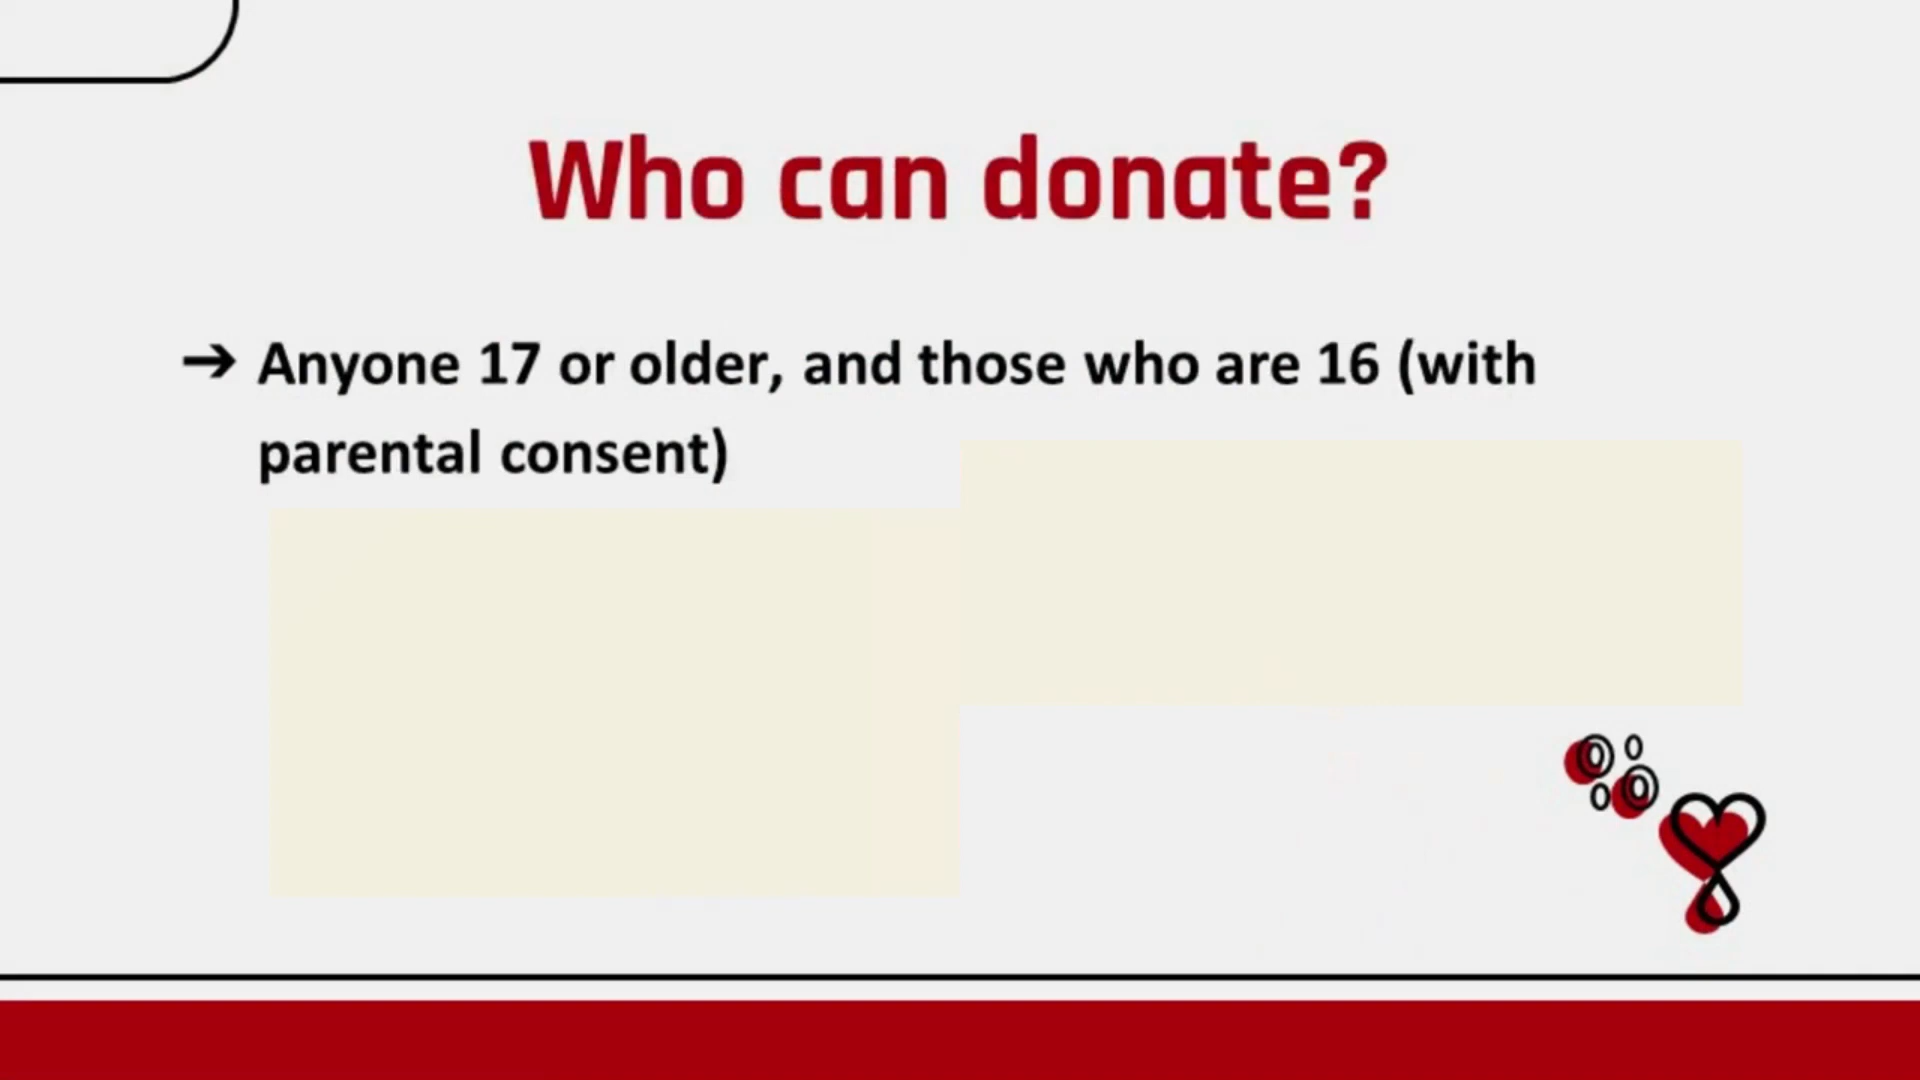 Who can donate?
➔ Anyone 17 or older, and those who are 16 (with
parental consent)